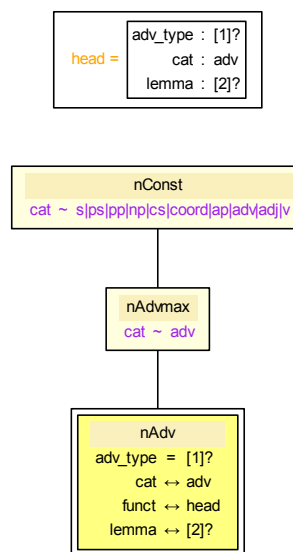 adv_type : [1]?
head =
cat : adv
lemma : [2]?
nConst
cat ~ s|ps|pp|np|cs|coord|ap|adv|adj|v
nAdvmax
cat ~ adv
nAdv
adv_type = [1]?
cat ↔ adv
funct ↔ head
lemma ↔ [2]?